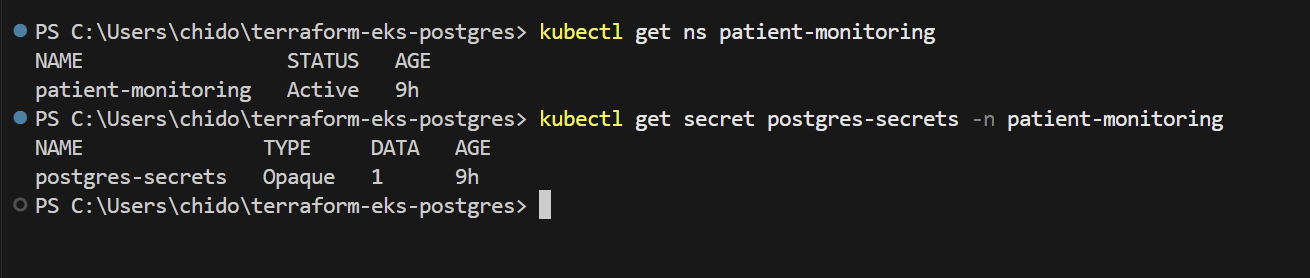 PS C:\Users\chido\terraform-eks-postgres> kubectl get ns patient-monitoring
NAME STATUS AGE
patient-monitoring Active 9h
PS C:\Users\chido\terraform-eks-postgres> kubectl get secret postgres-secrets -n patient-monitoring
NAME TYPE DATA AGE
postgres-secrets Opaque 1 9h
PS C:\Users\chido\terraform-eks-postgres>